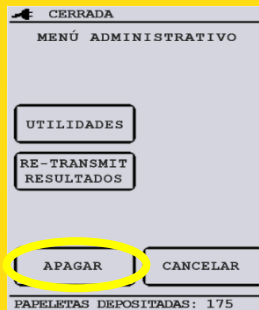 CERRADA
MENÚ ADMINISTRATIVO
UTILIDADES
RE-TRANSMIT
RESULTADOS
APAGAR
CANCELAR
PAPELETAS DEPOSITADAS: 175